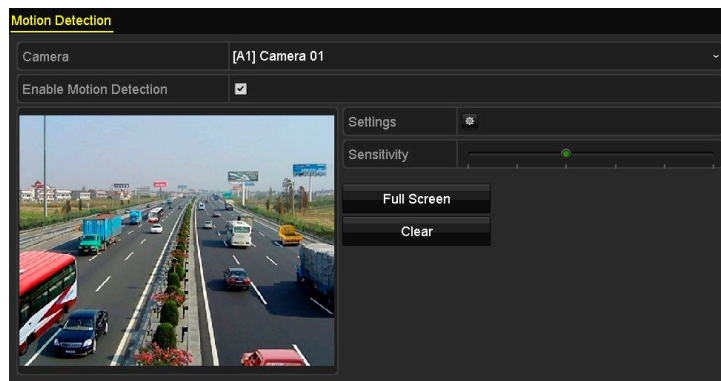 Motion Detection
Camera
[A1] Camera 01
Enable Motion Detection
Settings
Sensitivity
Full Screen
Clear